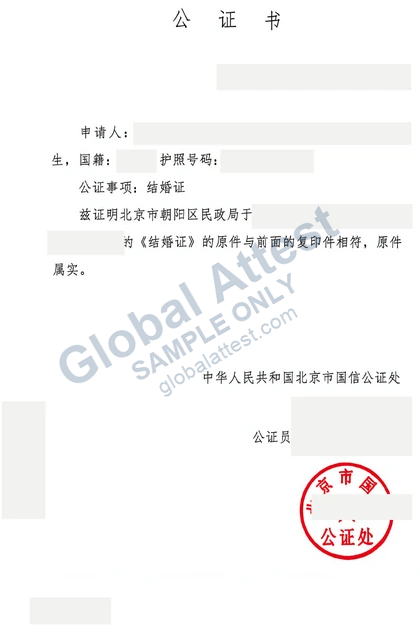 公 证 书
申请人：
生，国籍： 护照号码：
公证事项：结婚证
兹证明北京市朝阳区民政局于
的《结婚证》的原件与前面的复印件相符，原件
属实。
Global Attest
SAMPLE ONLY
globalattest.com
中华人民共和国北京市国信公证处
公证员
京市国
公证处